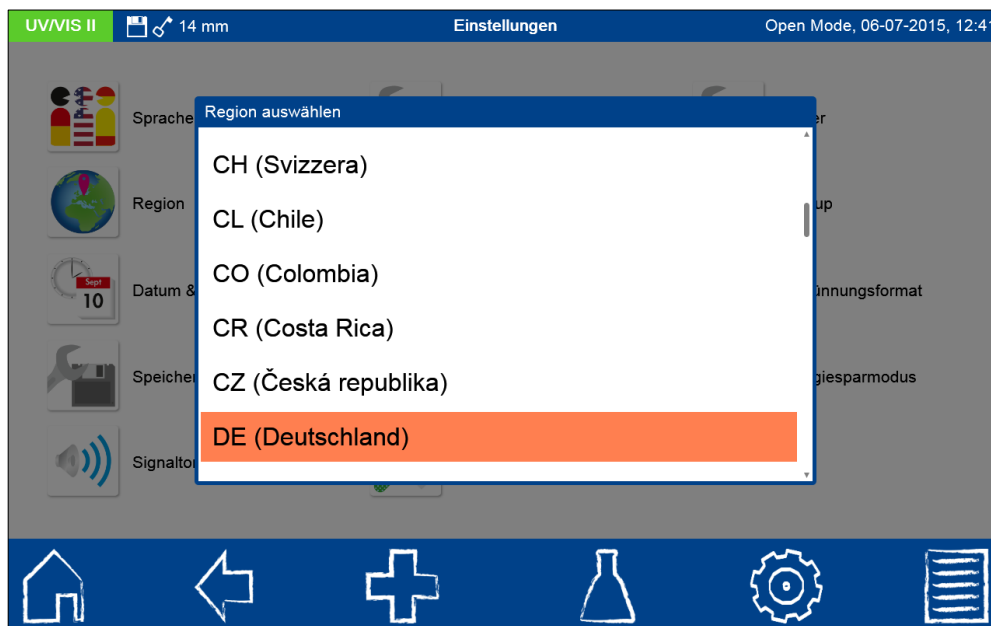 UV/VIS II 14 mm Einstellungen Open Mode, 06-07-2015, 12:41
Region auswählen
Sprache
CH (Svizzera)
Region
CL (Chile)
CO (Colombia)
Sept
10
Datum &
CR (Costa Rica)
Speicher
CZ (Česká republika)
DE (Deutschland)
Signalton
er
up
ünnungsformat
giesparmodus